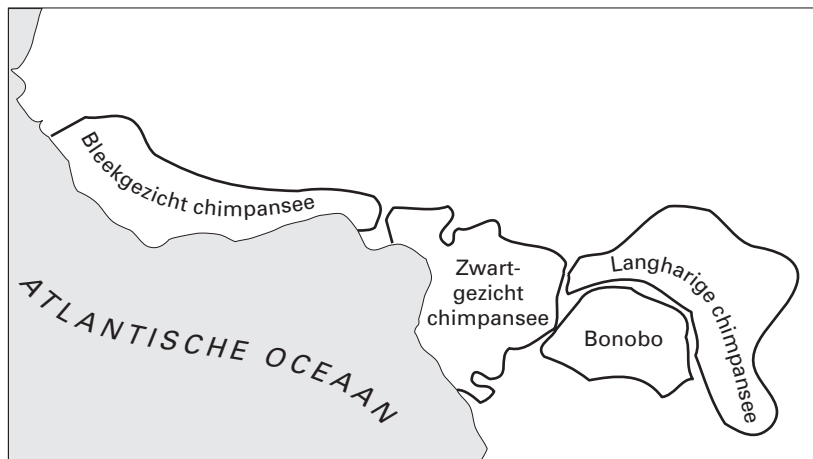 Bleekgezicht chimpansee
Zwart-
gezicht
chimpansee
Langharige chimpansee
Bonobo
ATLANTISCHE OCEAAN